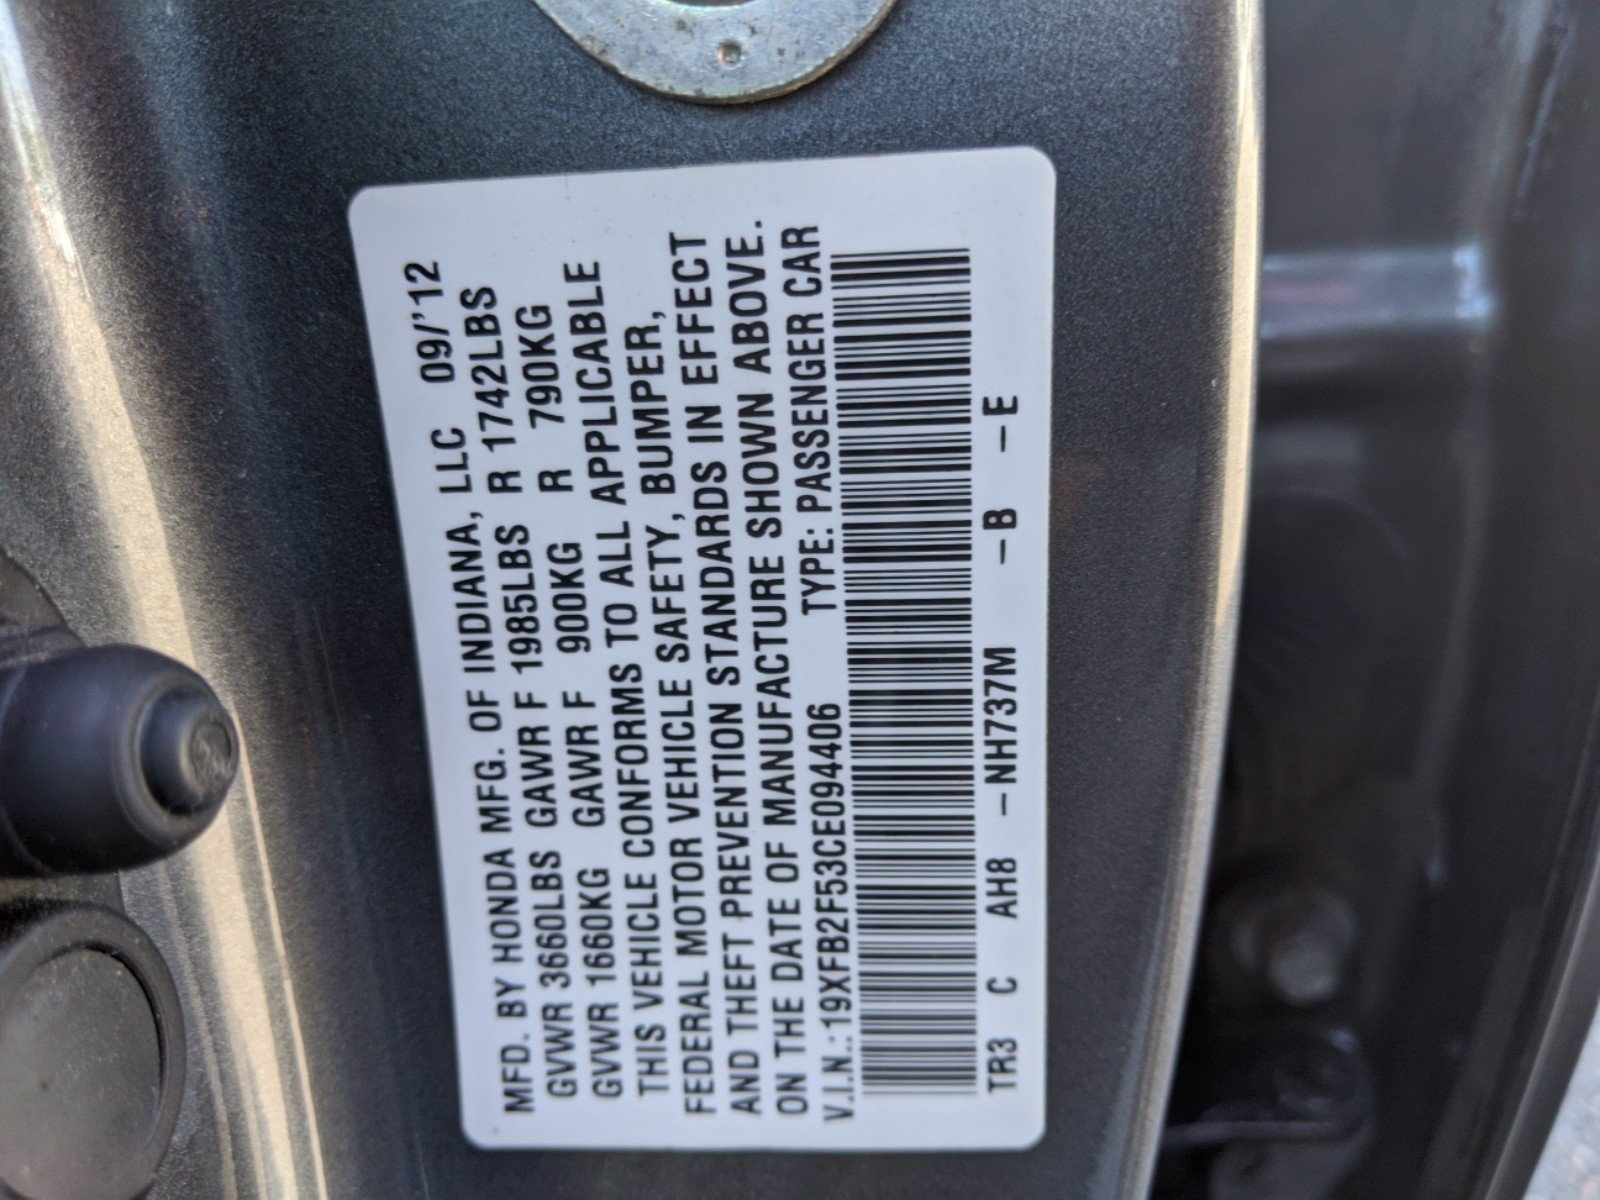 MFD. BY HONDA MFG. OF INDIANA, LLC 09/'12
GVWR 3660LBS GAWR F 1985LBS R 1742LBS
GVWR 1660KG GAWR F 900KG R 790KG
THIS VEHICLE CONFORMS TO ALL APPLICABLE
FEDERAL MOTOR VEHICLE SAFETY, BUMPER,
AND THEFT PREVENTION STANDARDS IN EFFECT
ON THE DATE OF MANUFACTURE SHOWN ABOVE.
V.I.N.:19XFB2F53CE094406 TYPE: PASSENGER CAR
TR3 C AH8 -NH737M -B -E